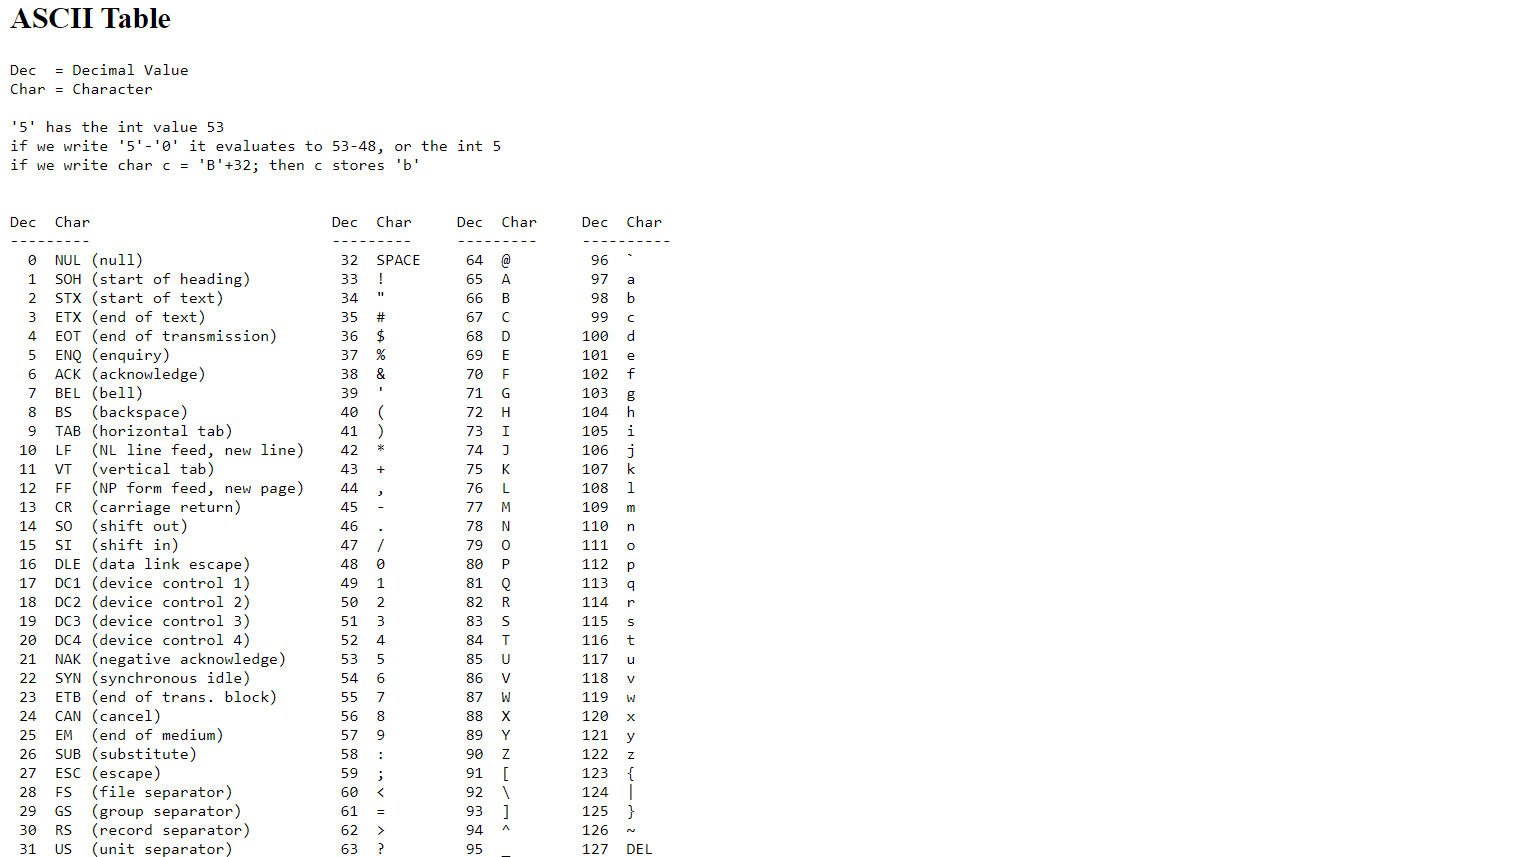 ASCII Table
Dec  = Decimal Value
Char = Character
'5' has the int value 53
if we write '5'-'0' it evaluates to 53-48, or the int 5
if we write char c = 'B'+32; then c stores 'b'
Dec  Char                           Dec  Char     Dec  Char     Dec  Char
---------                           ---------     ---------     ----------
  0  NUL (null)                      32  SPACE     64  @         96  `
  1  SOH (start of heading)          33  !         65  A         97  a
  2  STX (start of text)             34  "         66  B         98  b
  3  ETX (end of text)               35  #         67  C         99  c
  4  EOT (end of transmission)       36  $         68  D        100  d
  5  ENQ (enquiry)                   37  %         69  E        101  e
  6  ACK (acknowledge)               38  &         70  F        102  f
  7  BEL (bell)                      39  '         71  G        103  g
  8  BS  (backspace)                 40  (         72  H        104  h
  9  TAB (horizontal tab)            41  )         73  I        105  i
 10  LF  (NL line feed, new line)    42  *         74  J        106  j
 11  VT  (vertical tab)              43  +         75  K        107  k
 12  FF  (NP form feed, new page)    44  ,         76  L        108  l
 13  CR  (carriage return)           45  -         77  M        109  m
 14  SO  (shift out)                 46  .         78  N        110  n
 15  SI  (shift in)                  47  /         79  O        111  o
 16  DLE (data link escape)          48  0         80  P        112  p
 17  DC1 (device control 1)          49  1         81  Q        113  q
 18  DC2 (device control 2)          50  2         82  R        114  r
 19  DC3 (device control 3)          51  3         83  S        115  s
 20  DC4 (device control 4)          52  4         84  T        116  t
 21  NAK (negative acknowledge)      53  5         85  U        117  u
 22  SYN (synchronous idle)          54  6         86  V        118  v
 23  ETB (end of trans. block)       55  7         87  W        119  w
 24  CAN (cancel)                    56  8         88  X        120  x
 25  EM  (end of medium)             57  9         89  Y        121  y
 26  SUB (substitute)                58  :         90  Z        122  z
 27  ESC (escape)                    59  ;         91  [        123  {
 28  FS  (file separator)            60  <         92  \        124  |
 29  GS  (group separator)           61  =         93  ]        125  }
 30  RS  (record separator)          62  >         94  ^        126  ~
 31  US  (unit separator)            63  ?         95  _        127  DEL